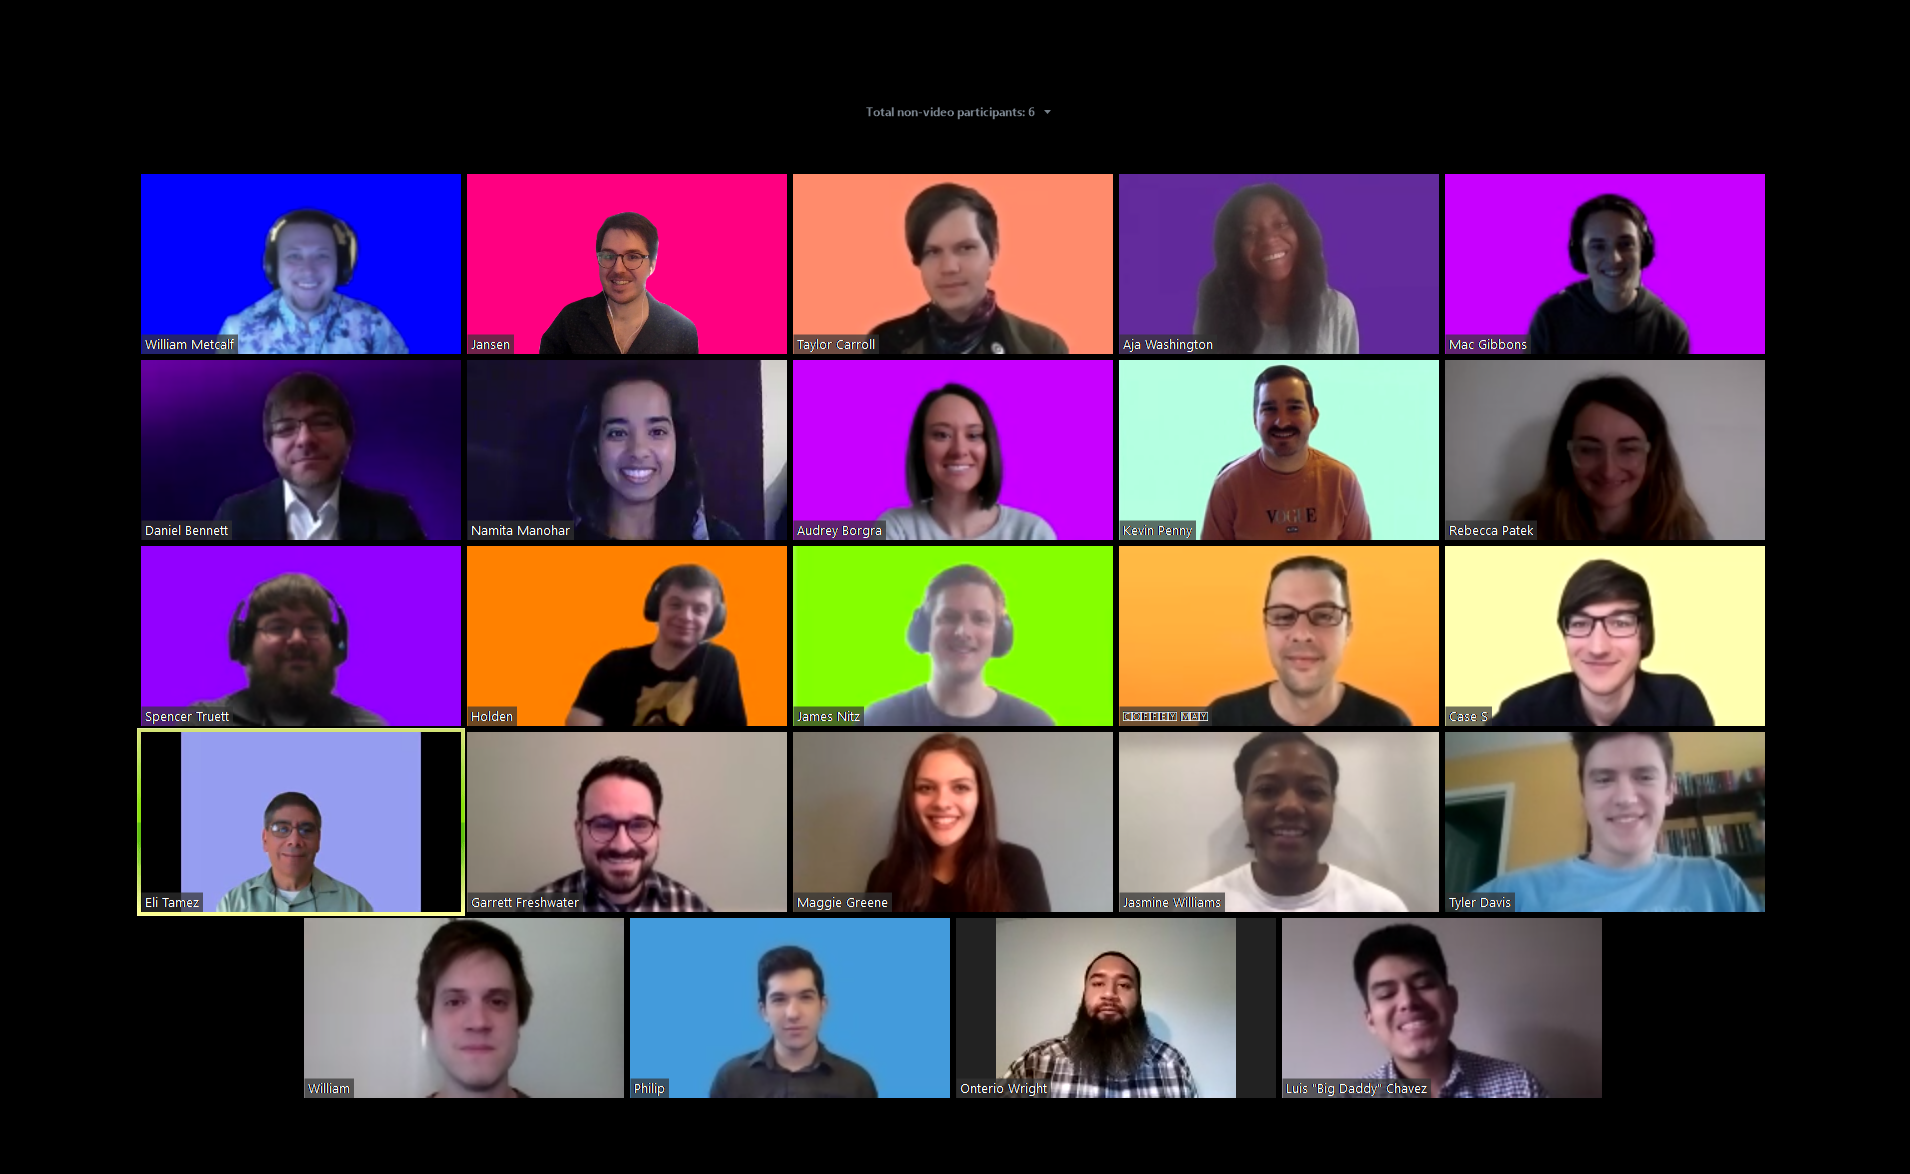 Total non-video participants: 6
William Metcalf
Jansen
Taylor Carroll
Aja Washington
Mac Gibbons
Daniel Bennett
Namita Manohar
Audrey Borgra
Kevin Penny
VOGUE
Rebecca Patek
Spencer Truett
Holden
James Nitz
MAY
Case S
Eli Tamez
Garrett Freshwater
Maggie Greene
Jasmine Williams
Tyler Davis
William
Philip
Onterio Wright
Luis "Big Daddy" Chavez